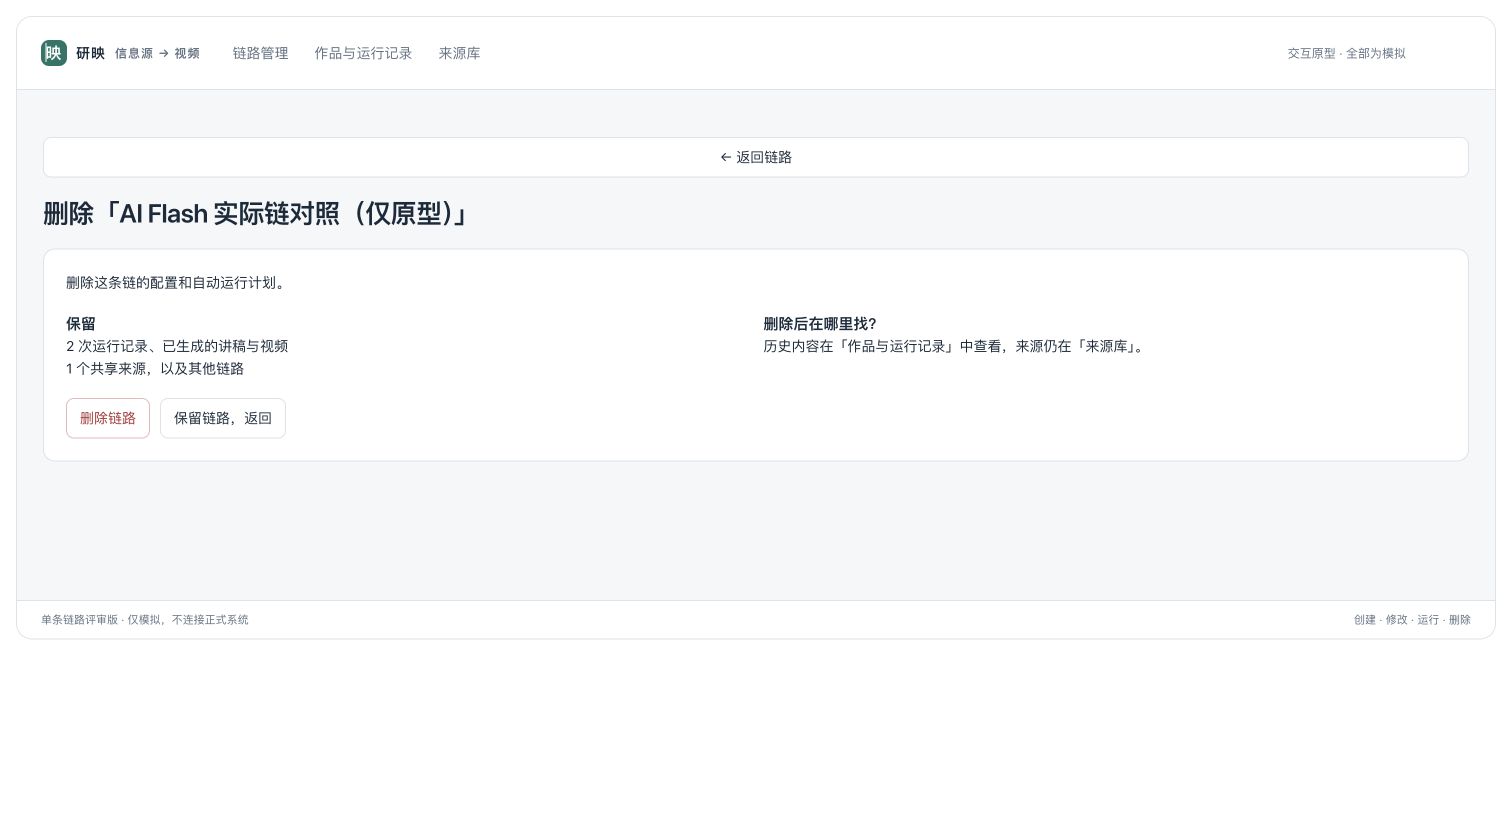 映 研映 信息源 → 视频 链路管理 作品与运行记录 来源库 交互原型 · 全部为模拟
← 返回链路
删除「AI Flash 实际链对照（仅原型）」
删除这条链的配置和自动运行计划。
保留
2 次运行记录、已生成的讲稿与视频
1 个共享来源，以及其他链路
删除后在哪里找？
历史内容在「作品与运行记录」中查看，来源仍在「来源库」。
删除链路 保留链路，返回
单条链路评审版 · 仅模拟，不连接正式系统 创建 · 修改 · 运行 · 删除